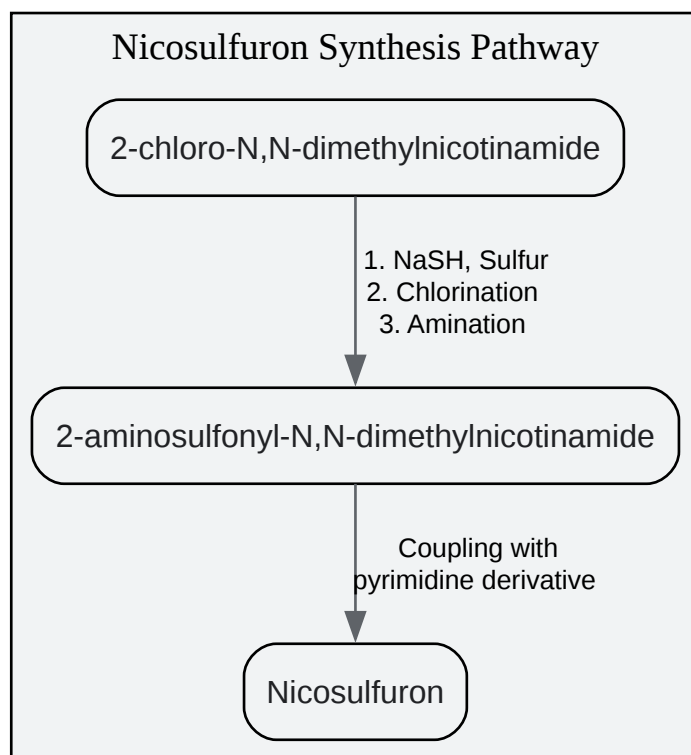 Nicosulfuron Synthesis Pathway
2-chloro-N,N-dimethylnicotinamide
1. NaSH, Sulfur
2. Chlorination
3. Amination
2-aminosulfonyl-N,N-dimethylnicotinamide
Coupling with
pyrimidine derivative
Nicosulfuron